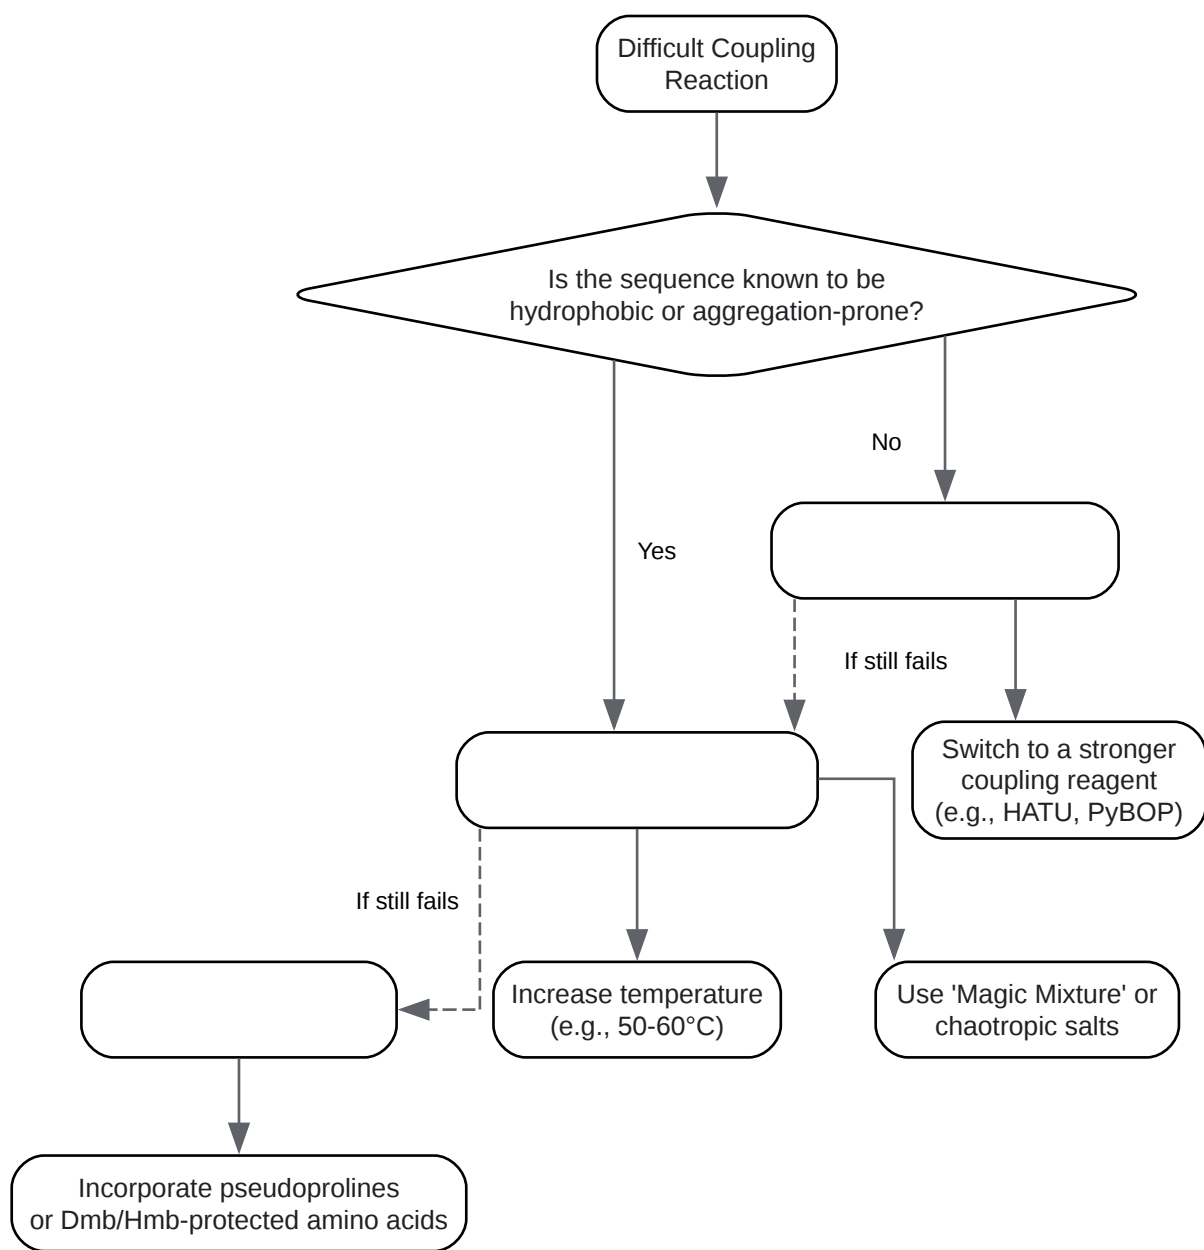 Difficult Coupling
Reaction
Is the sequence known to be
hydrophobic or aggregation-prone?
No
Yes
If still fails
Switch to a stronger
coupling reagent
(e.g., HATU, PyBOP)
If still fails
Increase temperature
(e.g., 50-60°C)
Use 'Magic Mixture' or
chaotropic salts
Incorporate pseudoprolines
or Dmb/Hmb-protected amino acids